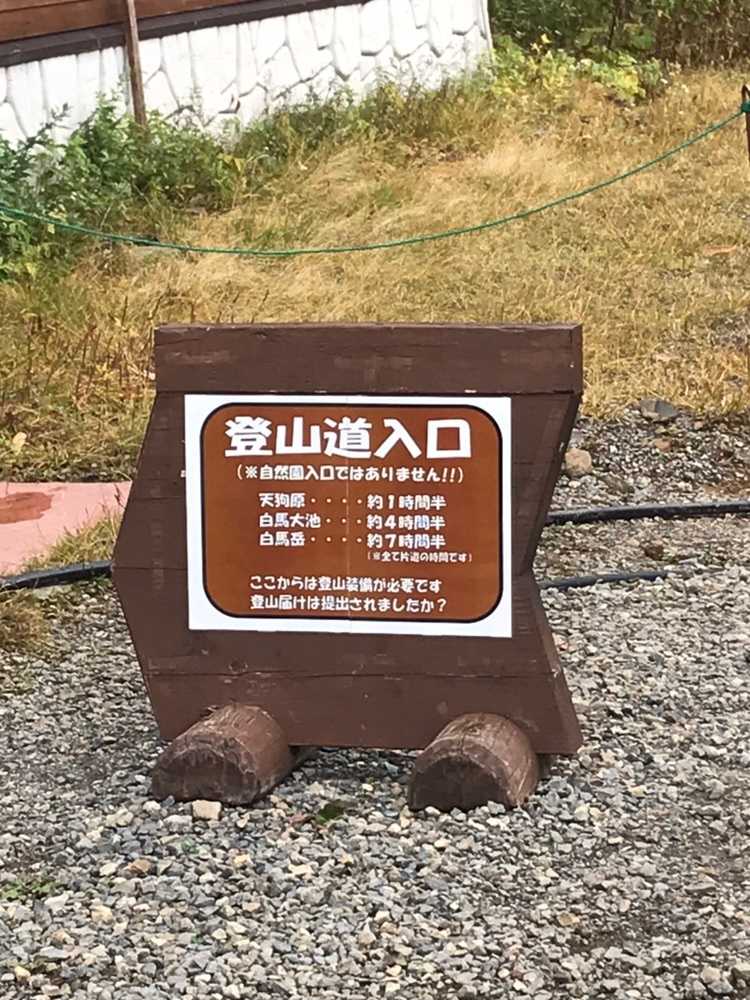 登山道入口
(※自然園入口ではありません!!)
天狗原・・・・約1時間半
白馬大池・・・約4時間半
白馬岳・・・・約7時間半
(※全て片道の時間です)
ここからは登山装備が必要です
登山届けは提出されましたか?